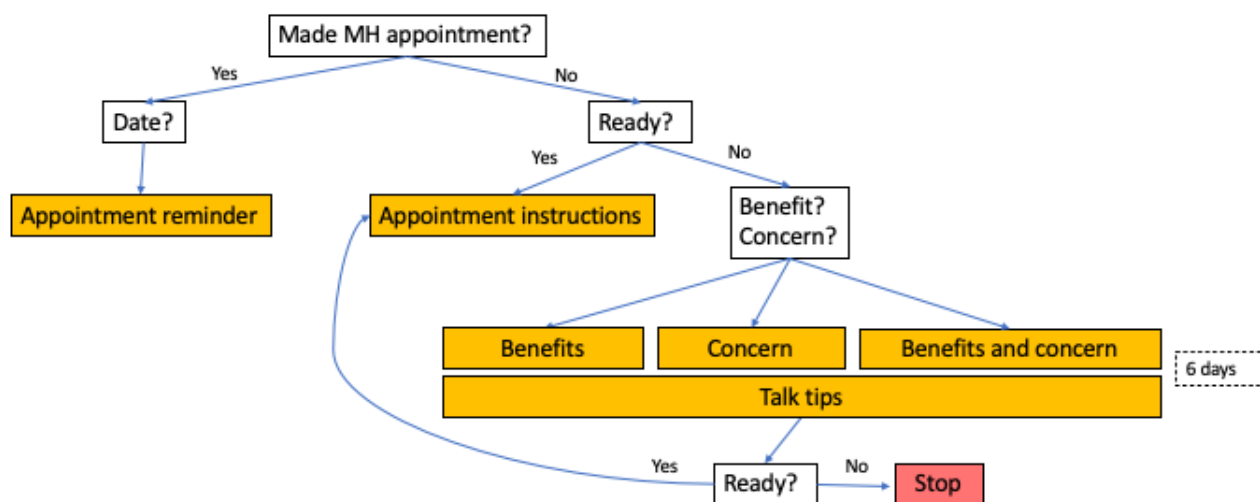 Made MH appointment?
Yes
No
Date?
Ready?
Yes
No
Appointment reminder
Appointment instructions
Benefit?
Concern?
Benefits
Concern
Benefits and concern
6 days
Talk tips
Yes
Ready?
No
Stop